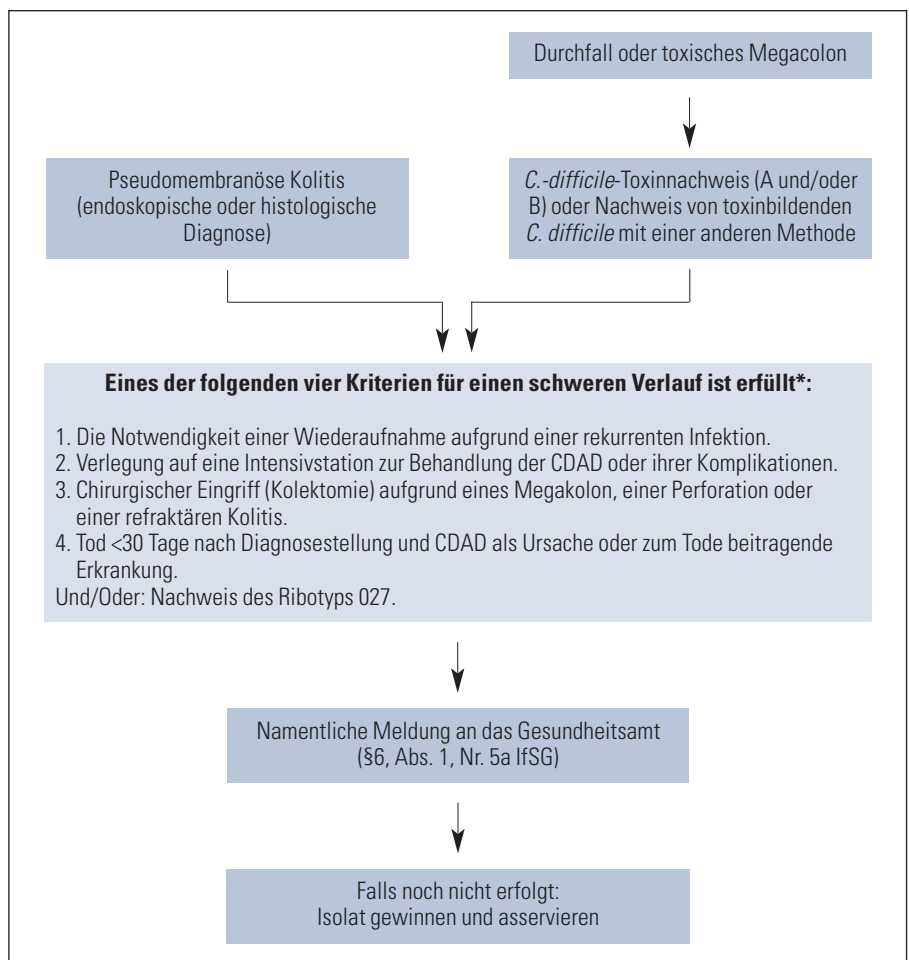 Durchfall oder toxisches Megacolon
Pseudomembranöse Kolitis
(endoskopische oder histologische
Diagnose)
C.-difficile-Toxinnachweis (A und/oder
B) oder Nachweis von toxinbildenden
C. difficile mit einer anderen Methode
Eines der folgenden vier Kriterien für einen schweren Verlauf ist erfüllt*:
1. Die Notwendigkeit einer Wiederaufnahme aufgrund einer rekurrenten Infektion.
2. Verlegung auf eine Intensivstation zur Behandlung der CDAD oder ihrer Komplikationen.
3. Chirurgischer Eingriff (Kolektomie) aufgrund eines Megakolon, einer Perforation oder
einer refraktären Kolitis.
4. Tod <30 Tage nach Diagnosestellung und CDAD als Ursache oder zum Tode beitragende
Erkrankung.
Und/Oder: Nachweis des Ribotyps 027.
Namentliche Meldung an das Gesundheitsamt
(§6, Abs. 1, Nr. 5a IfSG)
Falls noch nicht erfolgt:
Isolat gewinnen und asservieren